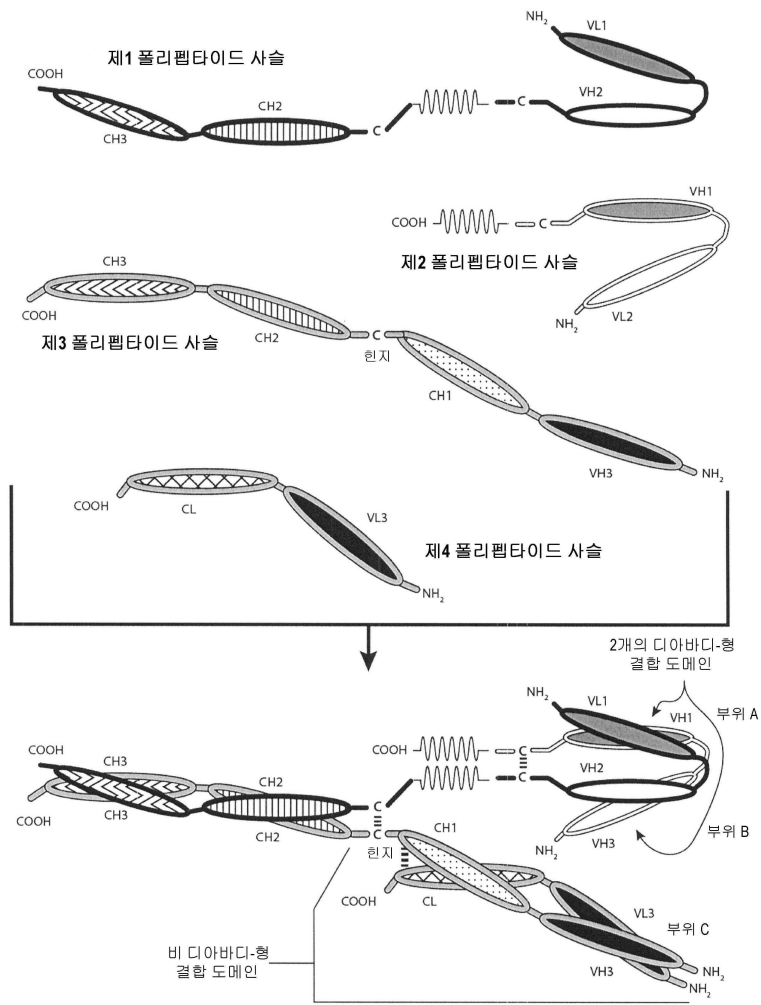 NH2
VL1
제1 폴리펩타이드 사슬
COOH
CH2
VH2
C
C
CH3
VH1
COOH
C
제2 폴리펩타이드 사슬
CH3
NH2
VL2
COOH
제3 폴리펩타이드 사슬
CH2
C
힌지
CH1
VH3
NH2
COOH
CL
VL3
제4 폴리펩타이드 사슬
NH2
2개의 디아바디-형
결합 도메인
NH2
VL1
VH1
부위 A
COOH
C
COOH
CH3
CH2
VH2
C
COOH
CH3
CH2
C
C
힌지
CH1
NH2
VH3
부위 B
COOH
CL
VL3
부위 C
비 디아바디-형
결합 도메인
VH3
NH2
NH2